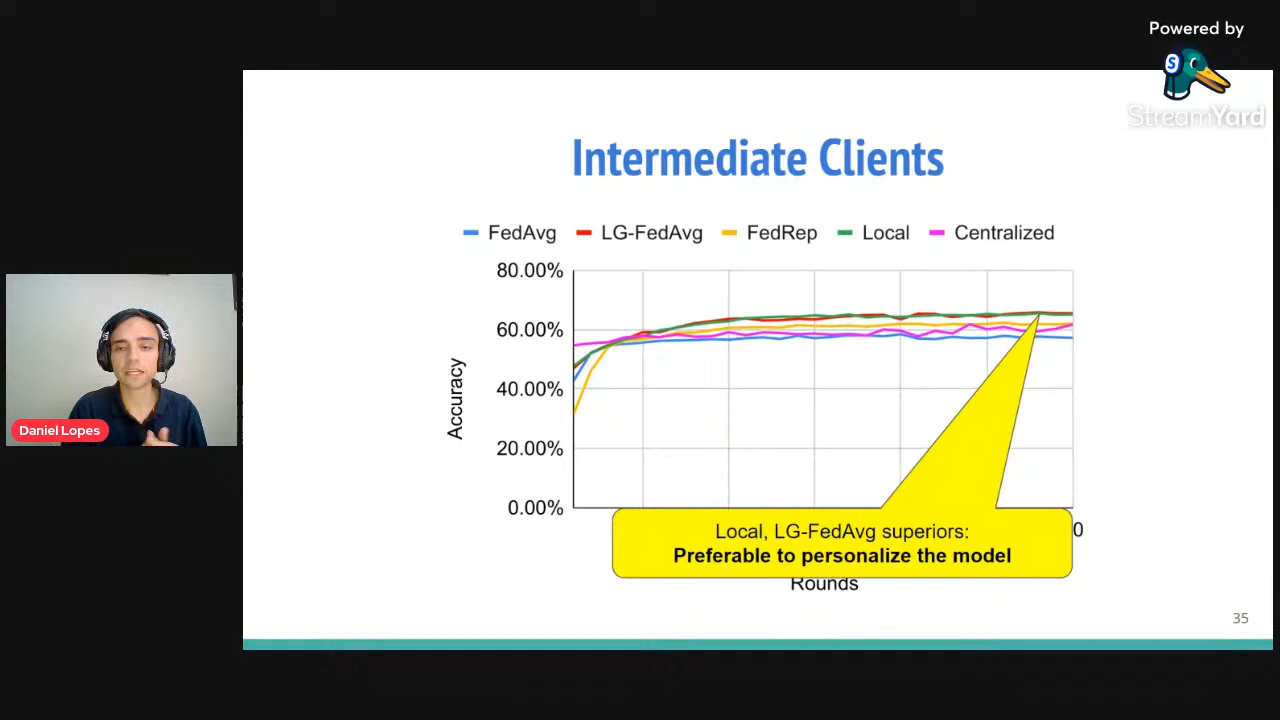 Powered by
StreamYard
Intermediate Clients
FedAvg LG-FedAvg FedRep Local Centralized
80.00%
60.00%
40.00%
20.00%
0.00%
Accuracy
0
Local, LG-FedAvg superiors:
Preferable to personalize the model
Rounds
35
Daniel Lopes